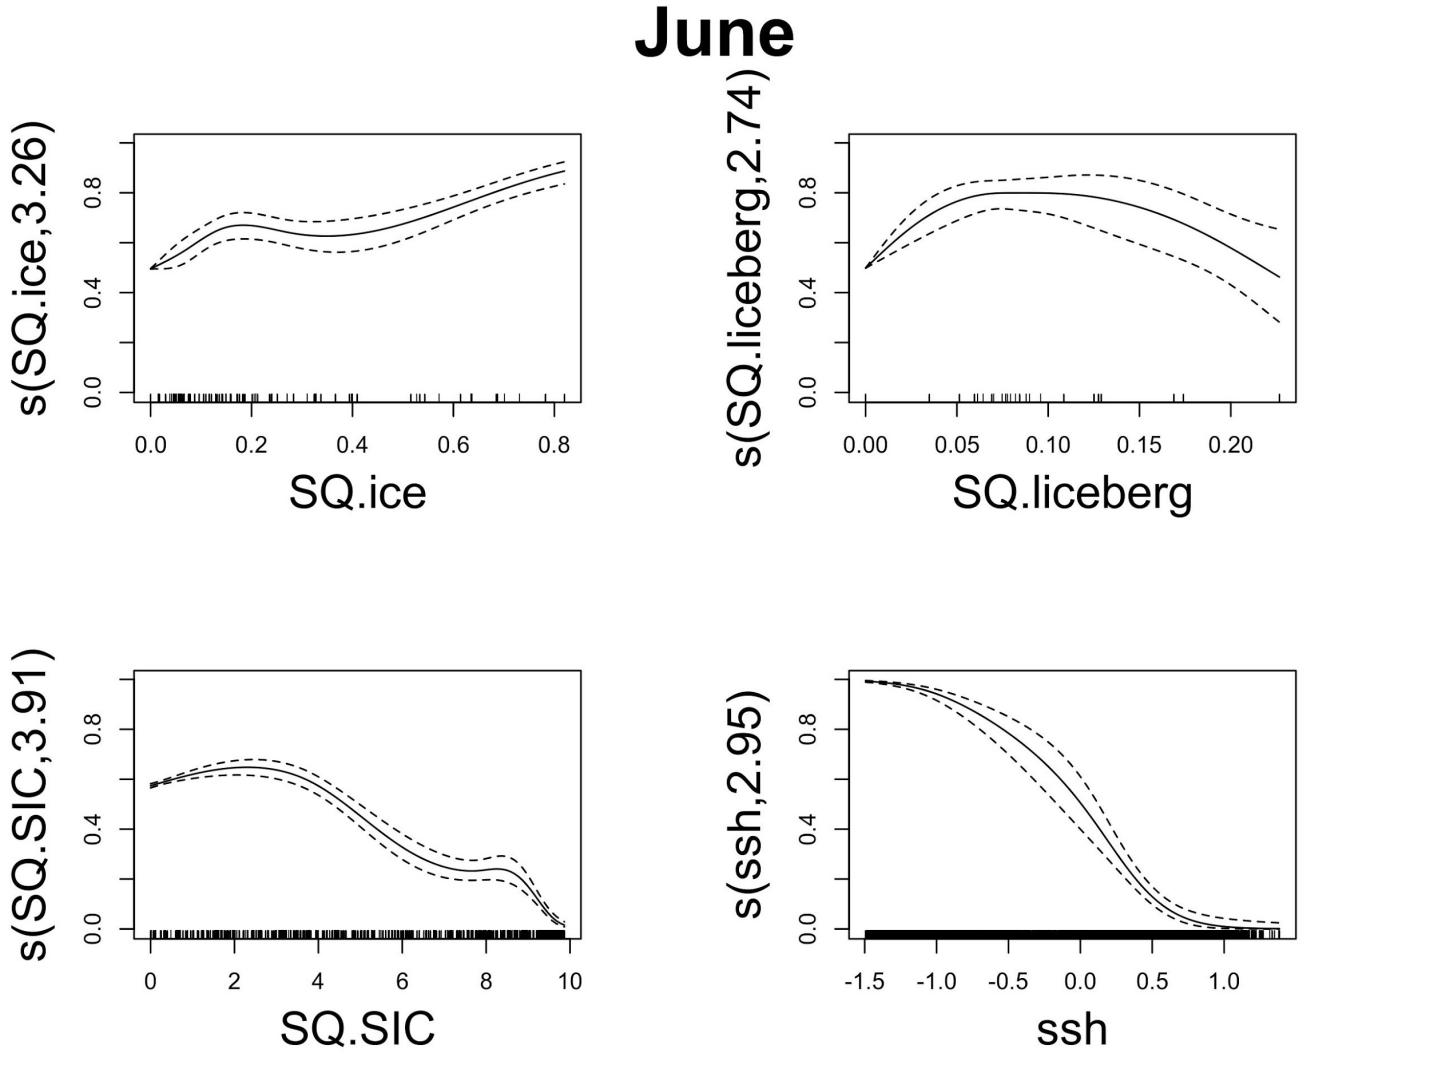 June
s(SQ.ice,3.26)
0.0 0.4 0.8
0.0 0.2 0.4 0.6 0.8
SQ.ice
s(SQ.liceberg,2.74)
0.0 0.4 0.8
0.00 0.05 0.10 0.15 0.20
SQ.liceberg
s(SQ.SIC,3.91)
0.0 0.4 0.8
0 2 4 6 8 10
SQ.SIC
s(ssh,2.95)
0.0 0.4 0.8
-1.5 -1.0 -0.5 0.0 0.5 1.0
ssh